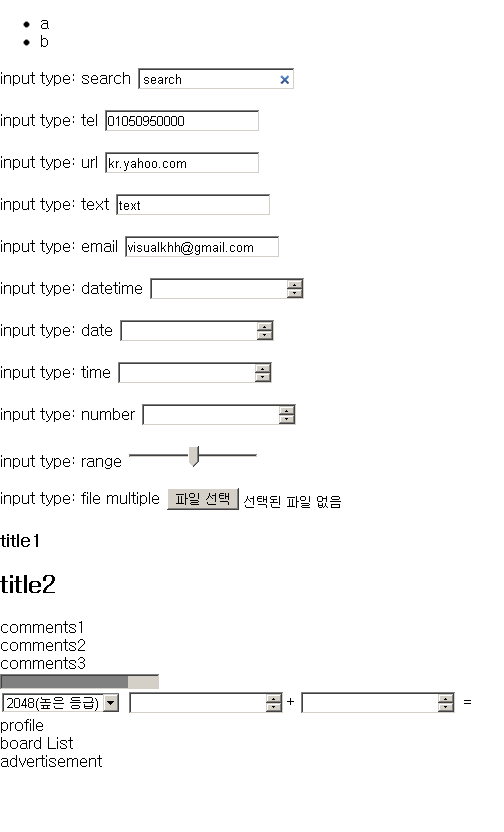 a
b
input type: search search
input type: tel 01050950000
input type: url kr.yahoo.com
input type: text text
input type: email visualkhh@gmail.com
input type: datetime
input type: date
input type: time
input type: number
input type: range
input type: file multiple 파일 선택 선택된 파일 없음
title1
title2
comments1
comments2
comments3
2048(높은 등급) + =
profile
board List
advertisement